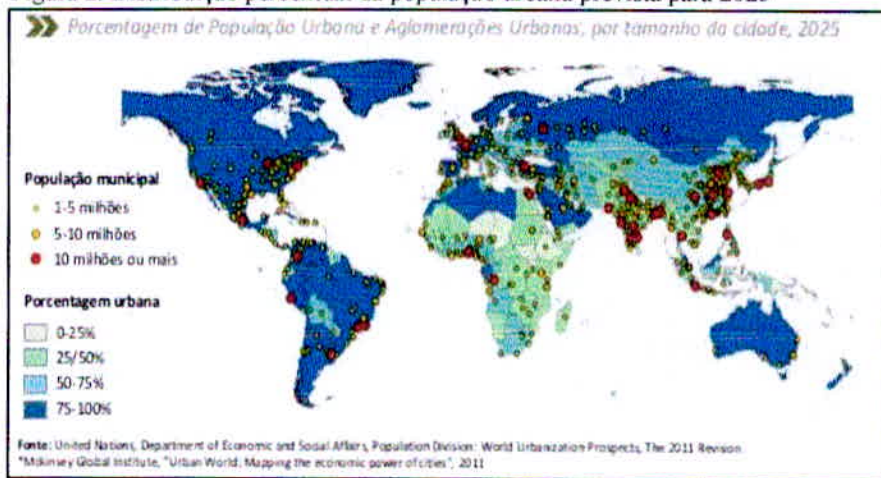 Porcentagem de População Urbana e Aglomerações Urbanas, por tamanho da cidade, 2025
População municipal
1-5 milhões
5-10 milhões
10 milhões ou mais
Porcentagem urbana
0-25%
25/50%
50-75%
75-100%
Fonte: United Nations, Department of Economic and Social Affairs, Population Division: World Urbanization Prospects, The 2011 Revision
*McKinsey Global Institute, "Urban World: Mapping the economic power of cities", 2011